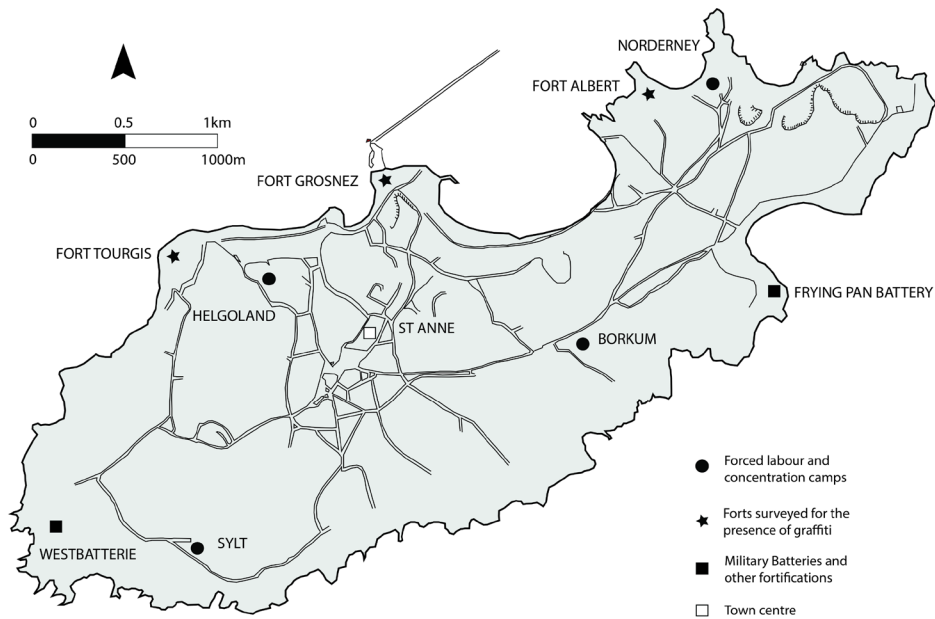 NORDERNEY
FORT ALBERT
0 0.5 1km
0 500 1000m
FORT GROSNEZ
FORT TOURGIS
HELGOLAND
ST ANNE
FRYING PAN BATTERY
BORKUM
WESTBATTERIE
SYLT
Forced labour and
concentration camps
Forts surveyed for the
presence of graffiti
Military Batteries and
other fortifications
Town centre